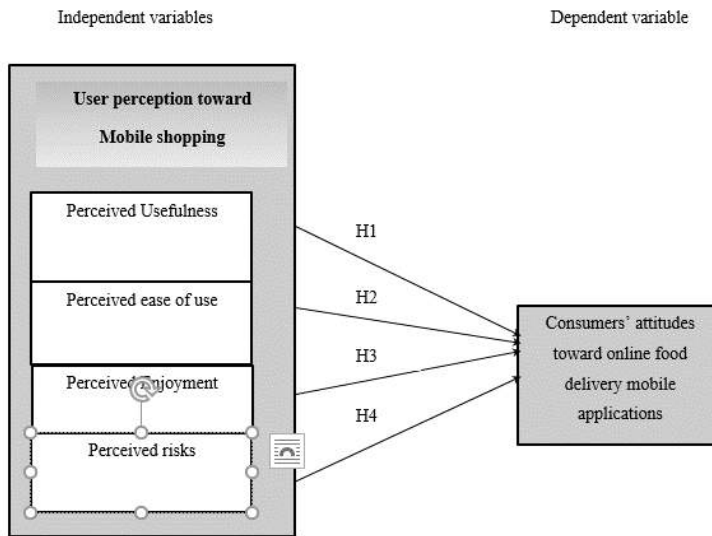 Independent variables
Dependent variable
User perception toward
Mobile shopping
Perceived Usefulness
Perceived ease of use
Perceived Enjoyment
Perceived risks
H1
H2
H3
H4
Consumers’ attitudes
toward online food
delivery mobile
applications